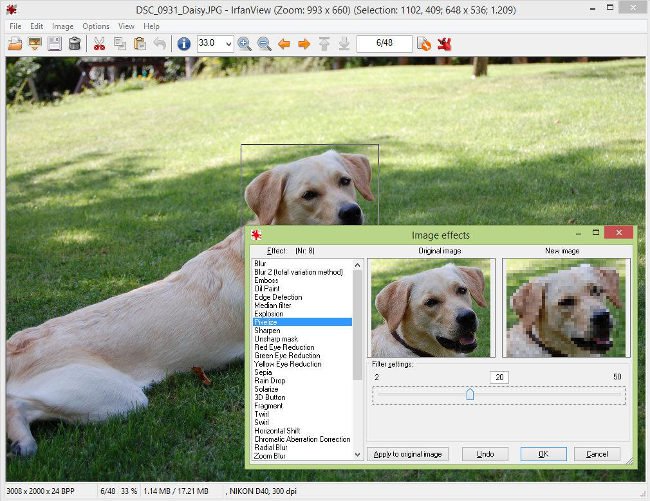 DSC_0931_DaisyJPG - IrfanView (Zoom: 993 x 660) (Selection: 1102, 409; 648 x 536; 1.209)
File Edit Image Options View Help
33.0
6/48
Image effects
Effect: (Nr: 8) Original image New image
Blur
Blur 2 (total variation method)
Emboss
Oil Paint
Edge Detection
Median filter
Explosion
Pixelize
Sharpen
Unsharp mask
Red Eye Reduction
Green Eye Reduction
Yellow Eye Reduction
Sepia
Rain Drop
Solarize
3D Button
Fragment
Twirl
Swirl
Horizontal Shift
Chromatic Aberration Correction
Radial Blur
Zoom Blur
Filter settings:
2 20 50
Apply to original image Undo OK Cancel
3008 x 2000 x 24 BPP 6/48 33 % 1.14 MB / 17.21 MB , NIKON D40, 300 dpi